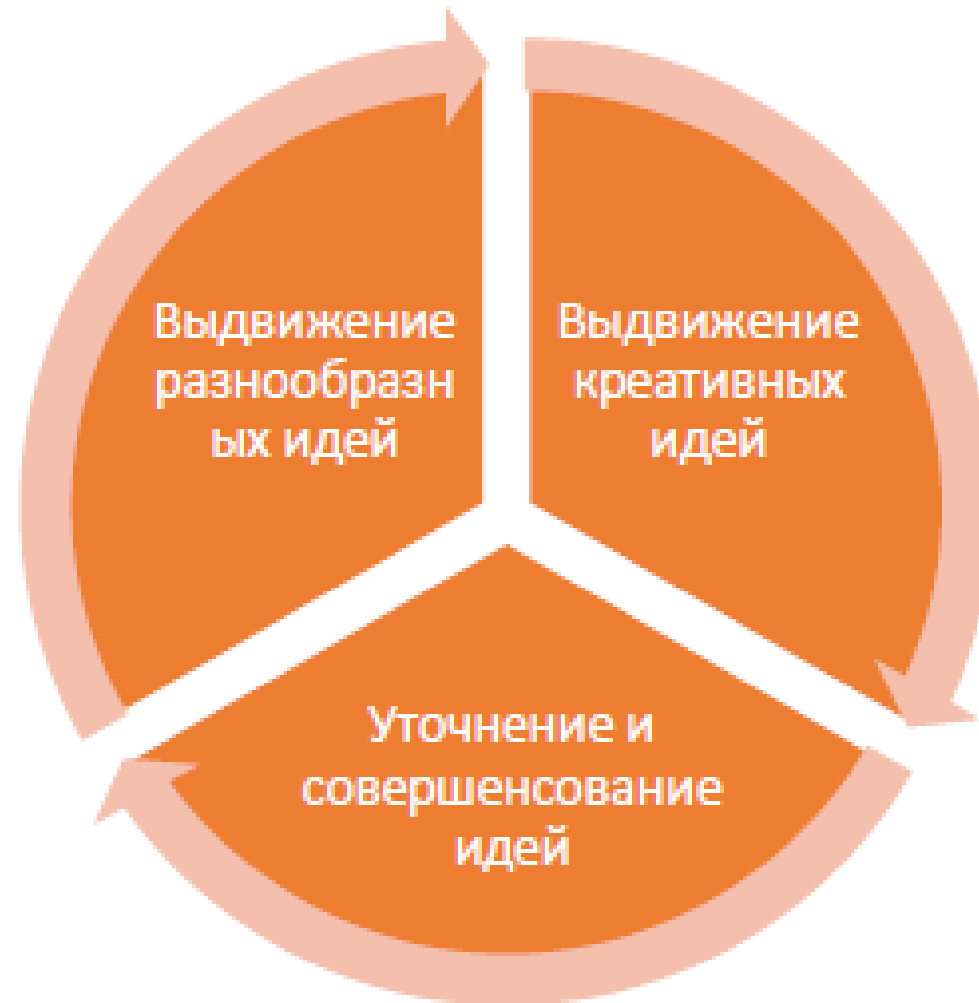 Выдвижение
разнообразн
ых идей
Выдвижение
креативных
идей
Уточнение и
совершенсование
идей